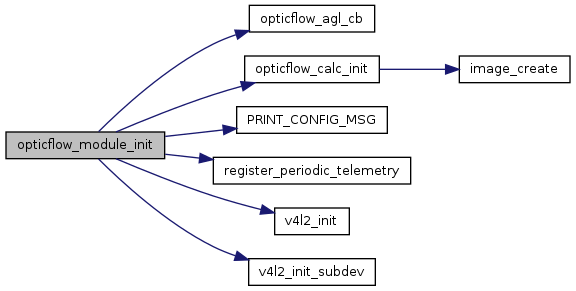 opticflow_agl_cb
opticflow_calc_init
image_create
PRINT_CONFIG_MSG
opticflow_module_init
register_periodic_telemetry
v4l2_init
v4l2_init_subdev